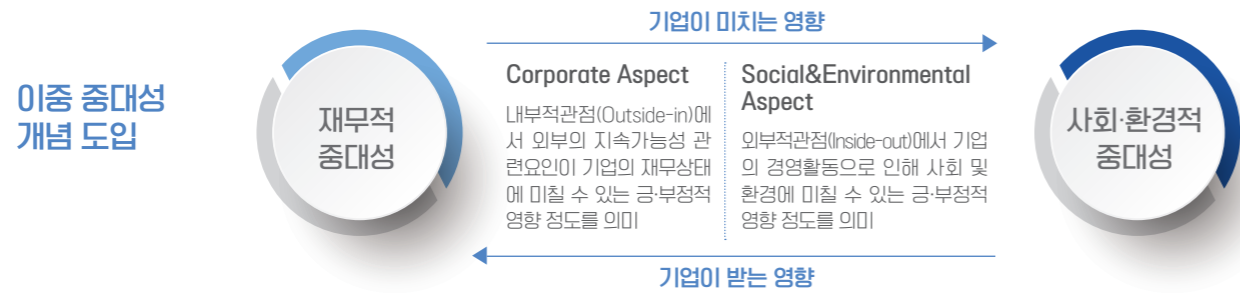 이중 중대성
개념 도입
재무적
중대성
기업이 미치는 영향
Corporate Aspect
내부적관점(Outside-in)에
서 외부의 지속가능성 관
련요인이 기업의 재무상태
에 미칠 수 있는 긍·부정적
영향 정도를 의미
Social&Environmental
Aspect
외부적관점(Inside-out)에서 기업
의 경영활동으로 인해 사회 및
환경에 미칠 수 있는 긍·부정적
영향 정도를 의미
기업이 받는 영향
사회·환경적
중대성